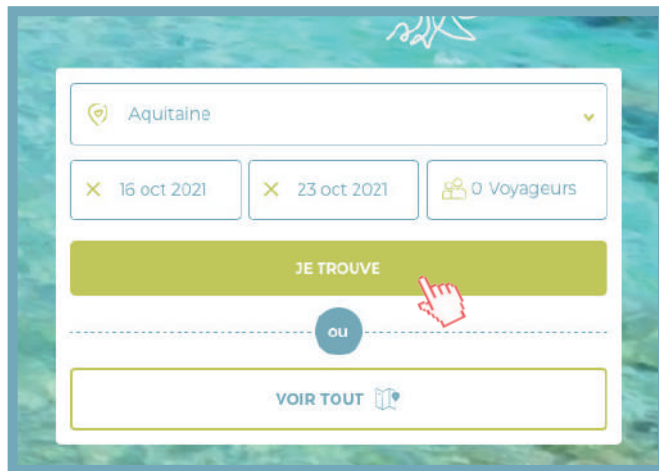 Aquitaine
16 oct 2021 23 oct 2021 0 Voyageurs
JE TROUVE
ou
VOIR TOUT